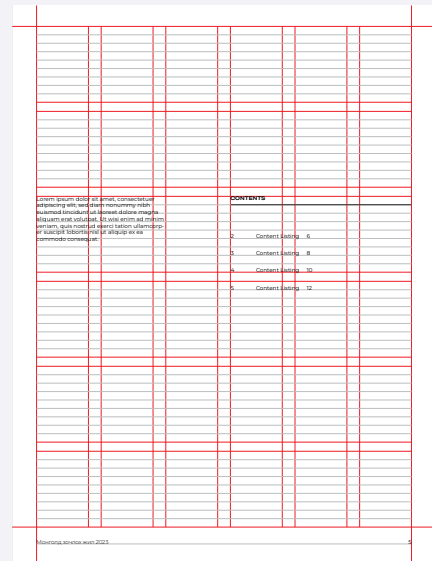 Lorem ipsum dolor sit amet, consectetuer
adipiscing elit, sed diam nonummy nibh
euismod tincidunt ut laoreet dolore magna
aliquam erat volutpat. Ut wisi enim ad minim
veniam, quis nostrud exerci tation ullamcorp-
er suscipit lobortis nisl ut aliquip ex ea
commodo consequat.
CONTENTS
2 Content Listing 6
3 Content Listing 8
4 Content Listing 10
5 Content Listing 12
Монголд зочлох жил 2023
5